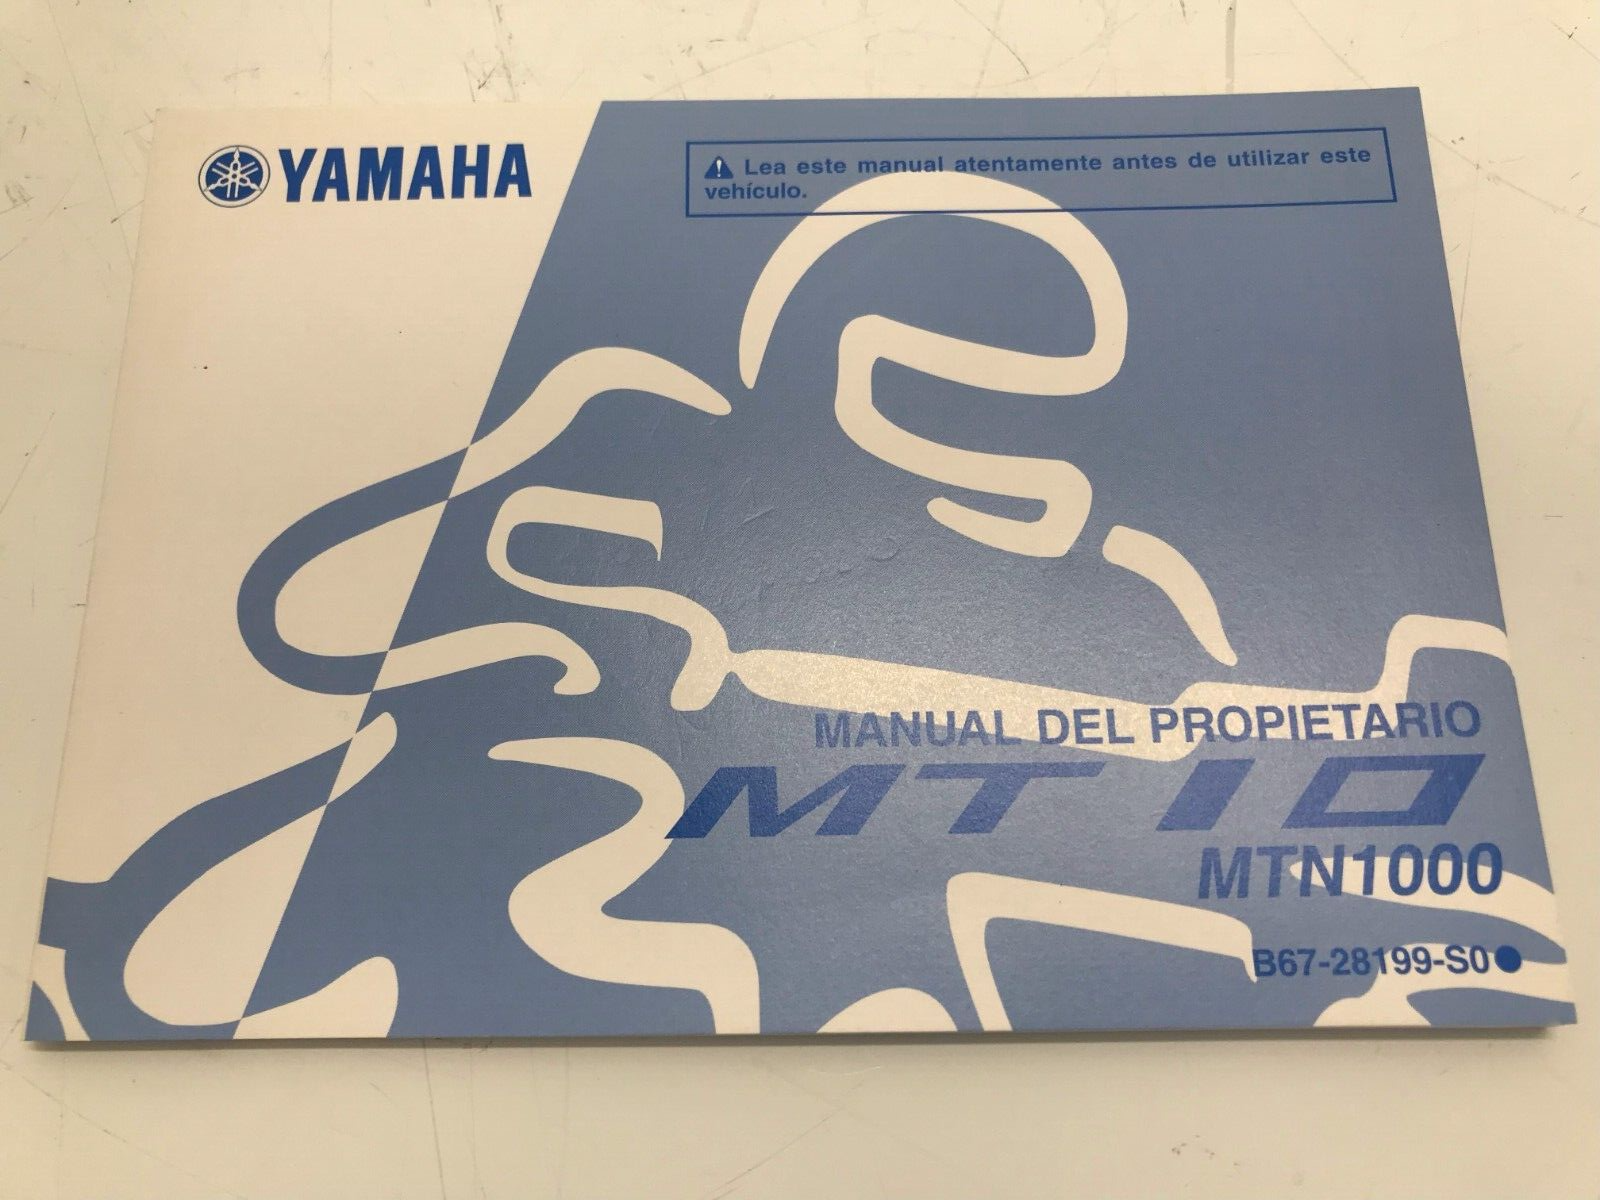 YAMAHA
⚠ Lea este manual atentamente antes de utilizar este
vehículo.
MANUAL DEL PROPIETARIO
MT 10
MTN1000
B67-28199-S0